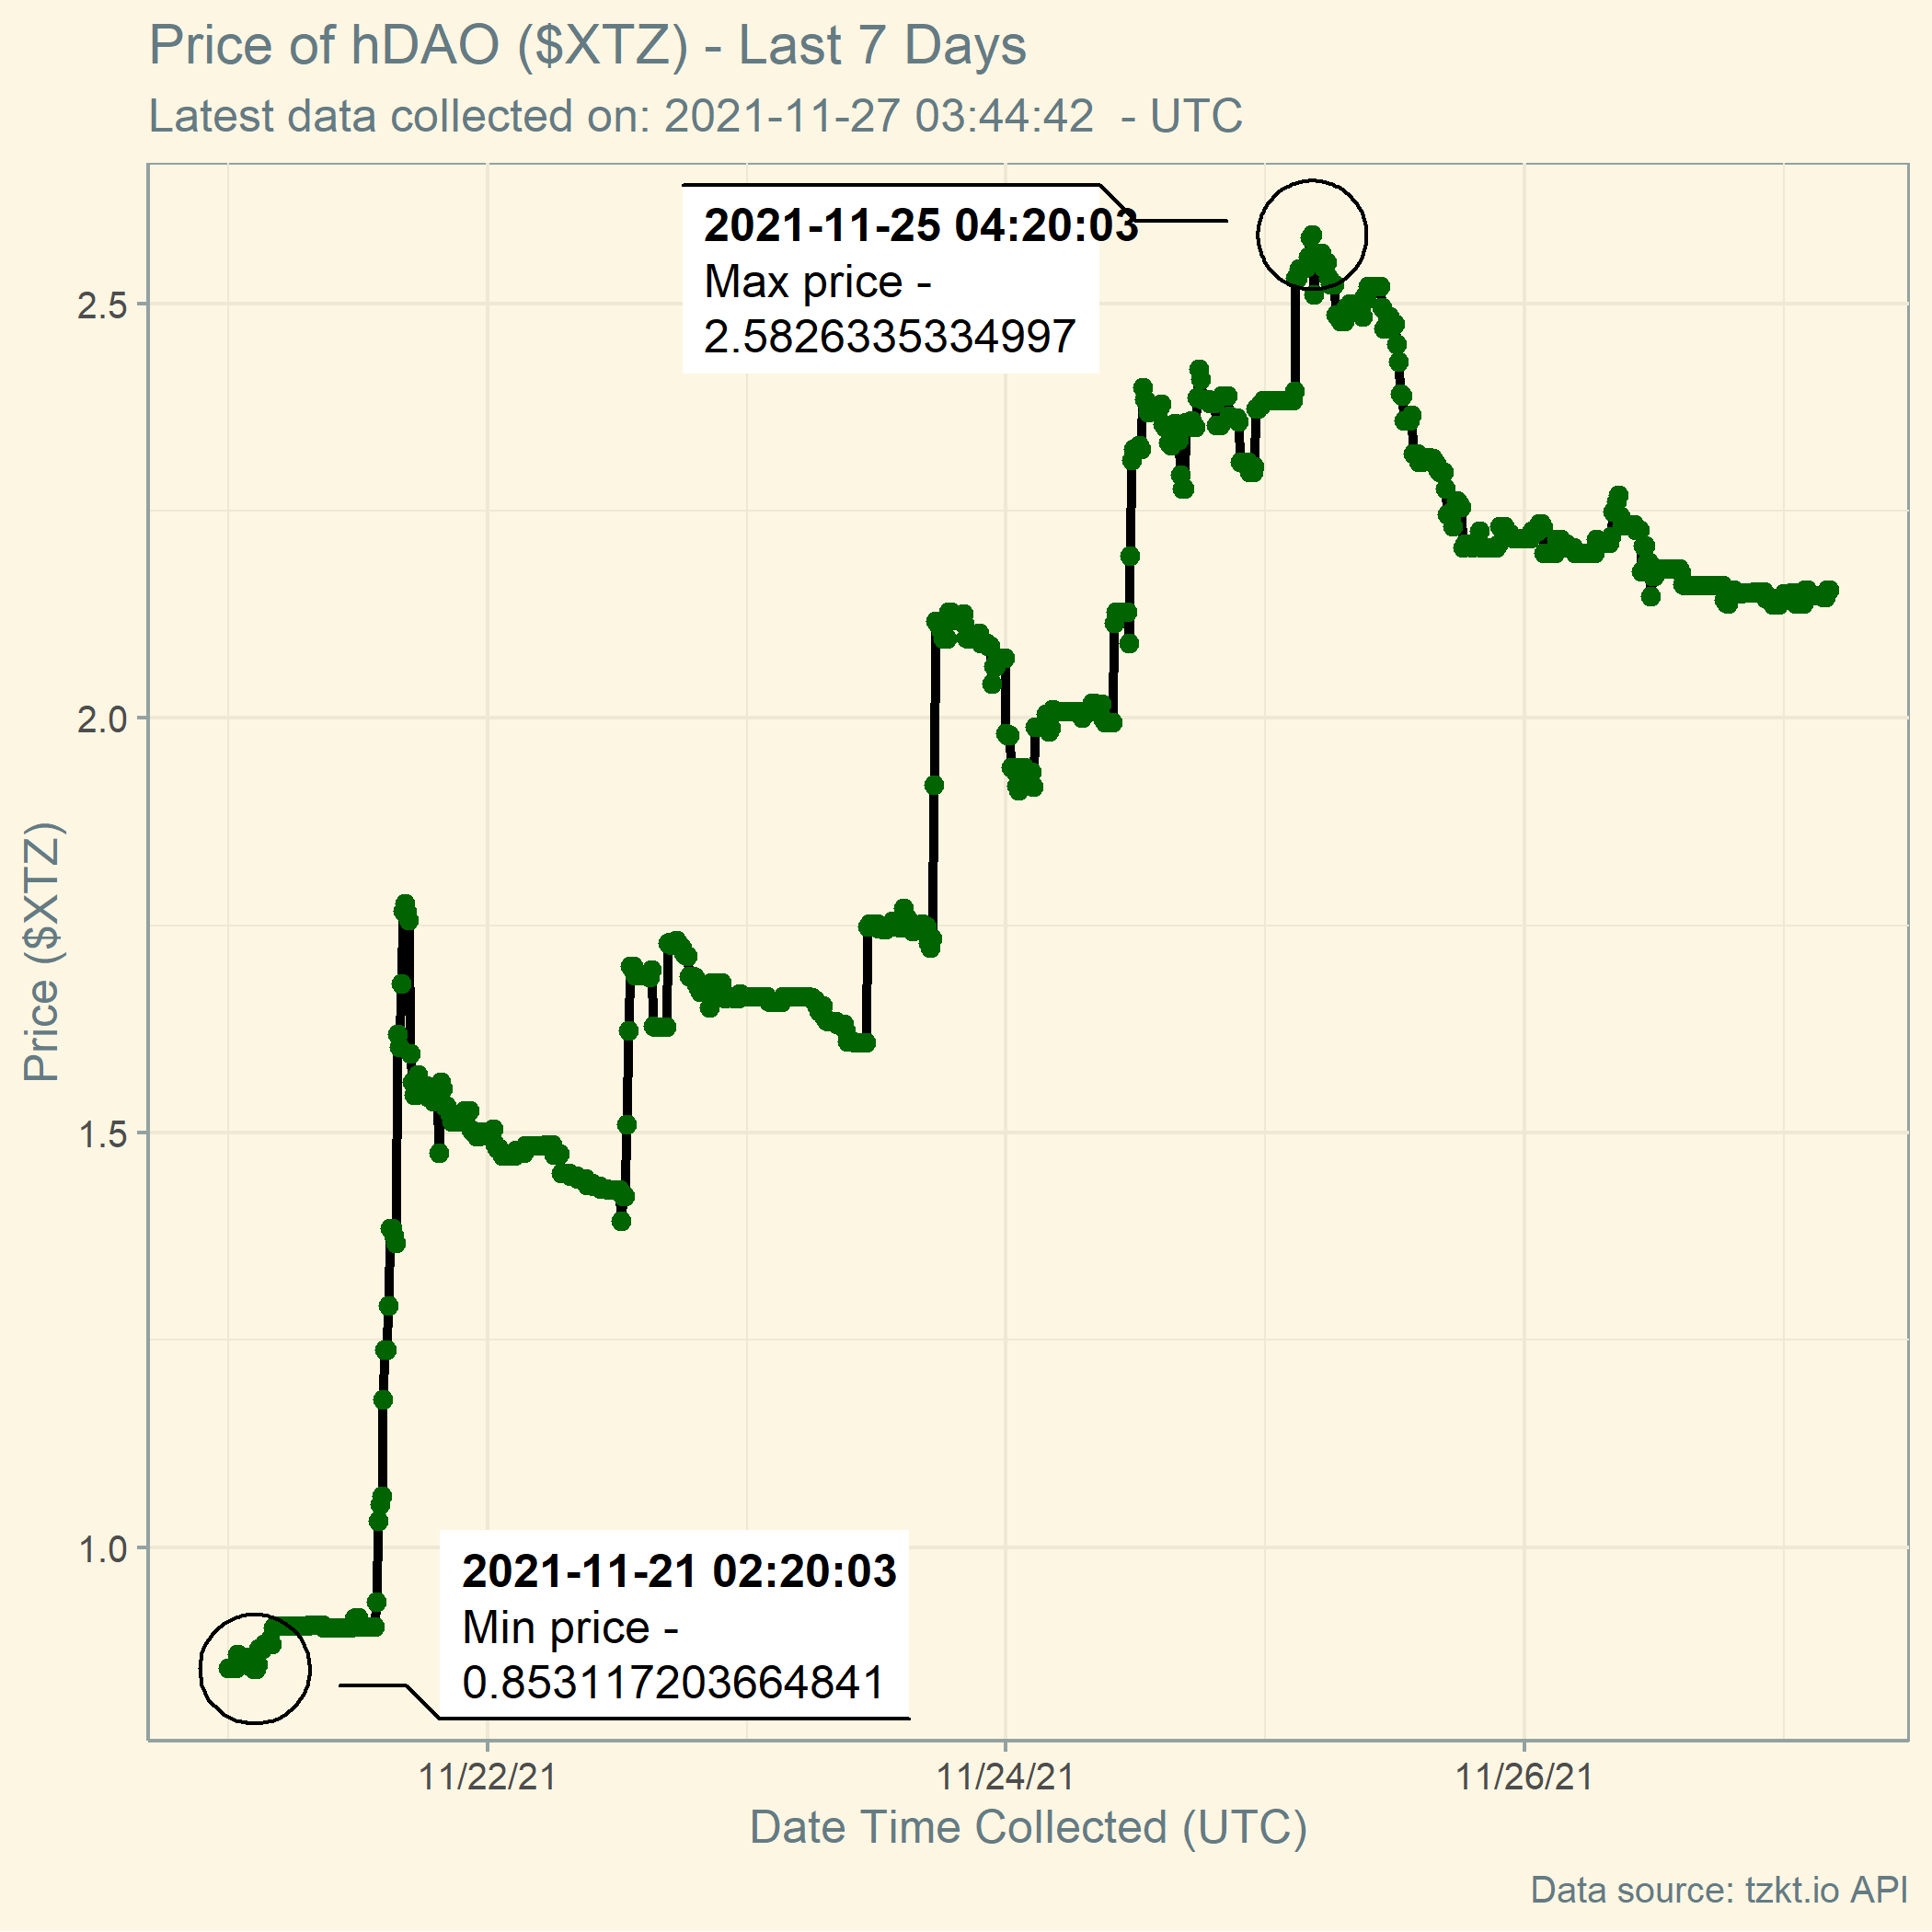 Price of hDAO ($XTZ) - Last 7 Days
Latest data collected on: 2021-11-27 03:44:42  - UTC
2021-11-25 04:20:03
Max price -
2.5826335334997
2.5
2.0
Price ($XTZ)
1.5
1.0
2021-11-21 02:20:03
Min price -
0.853117203664841
11/22/21
11/24/21
11/26/21
Date Time Collected (UTC)
Data source: tzkt.io API